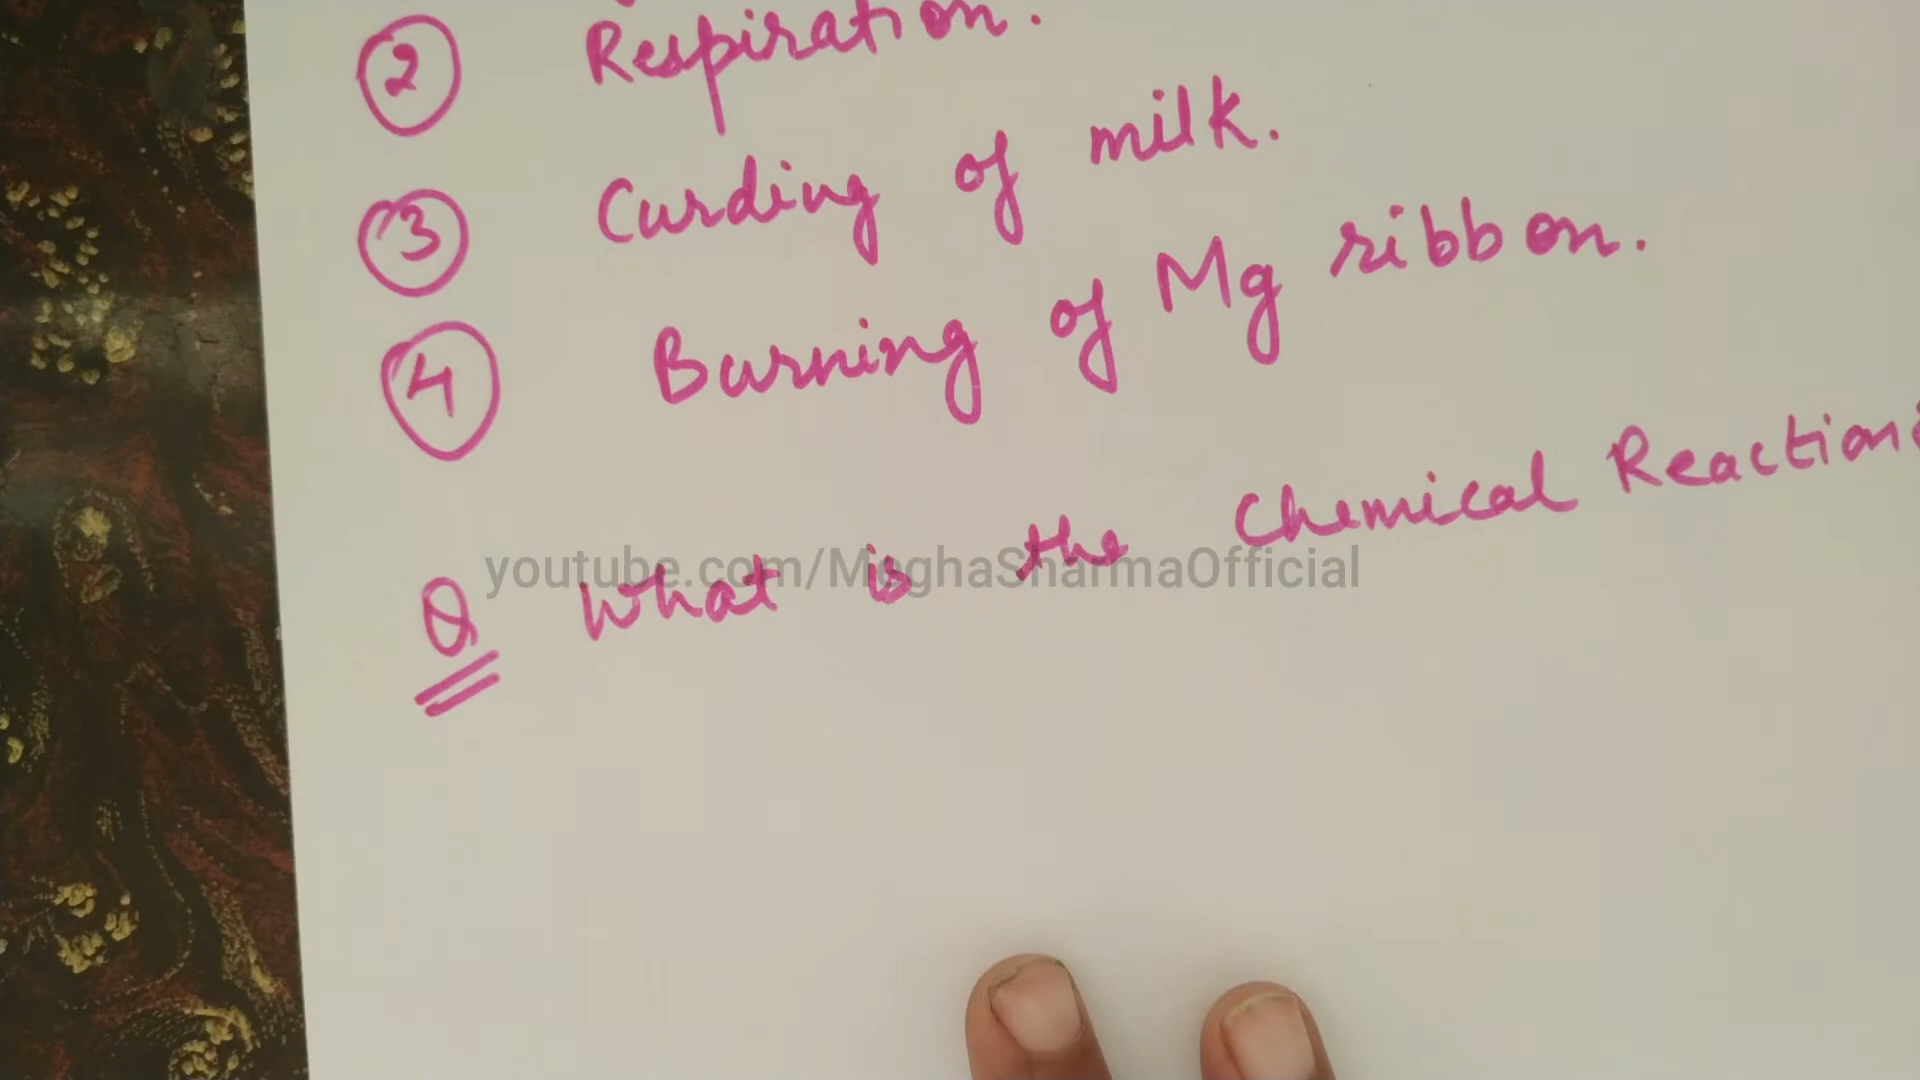 2 Respiration.
3 Curding of milk.
4 Burning of Mg ribbon.
Q What is the Chemical Reaction
youtube.com/MeghaSharmaOfficial